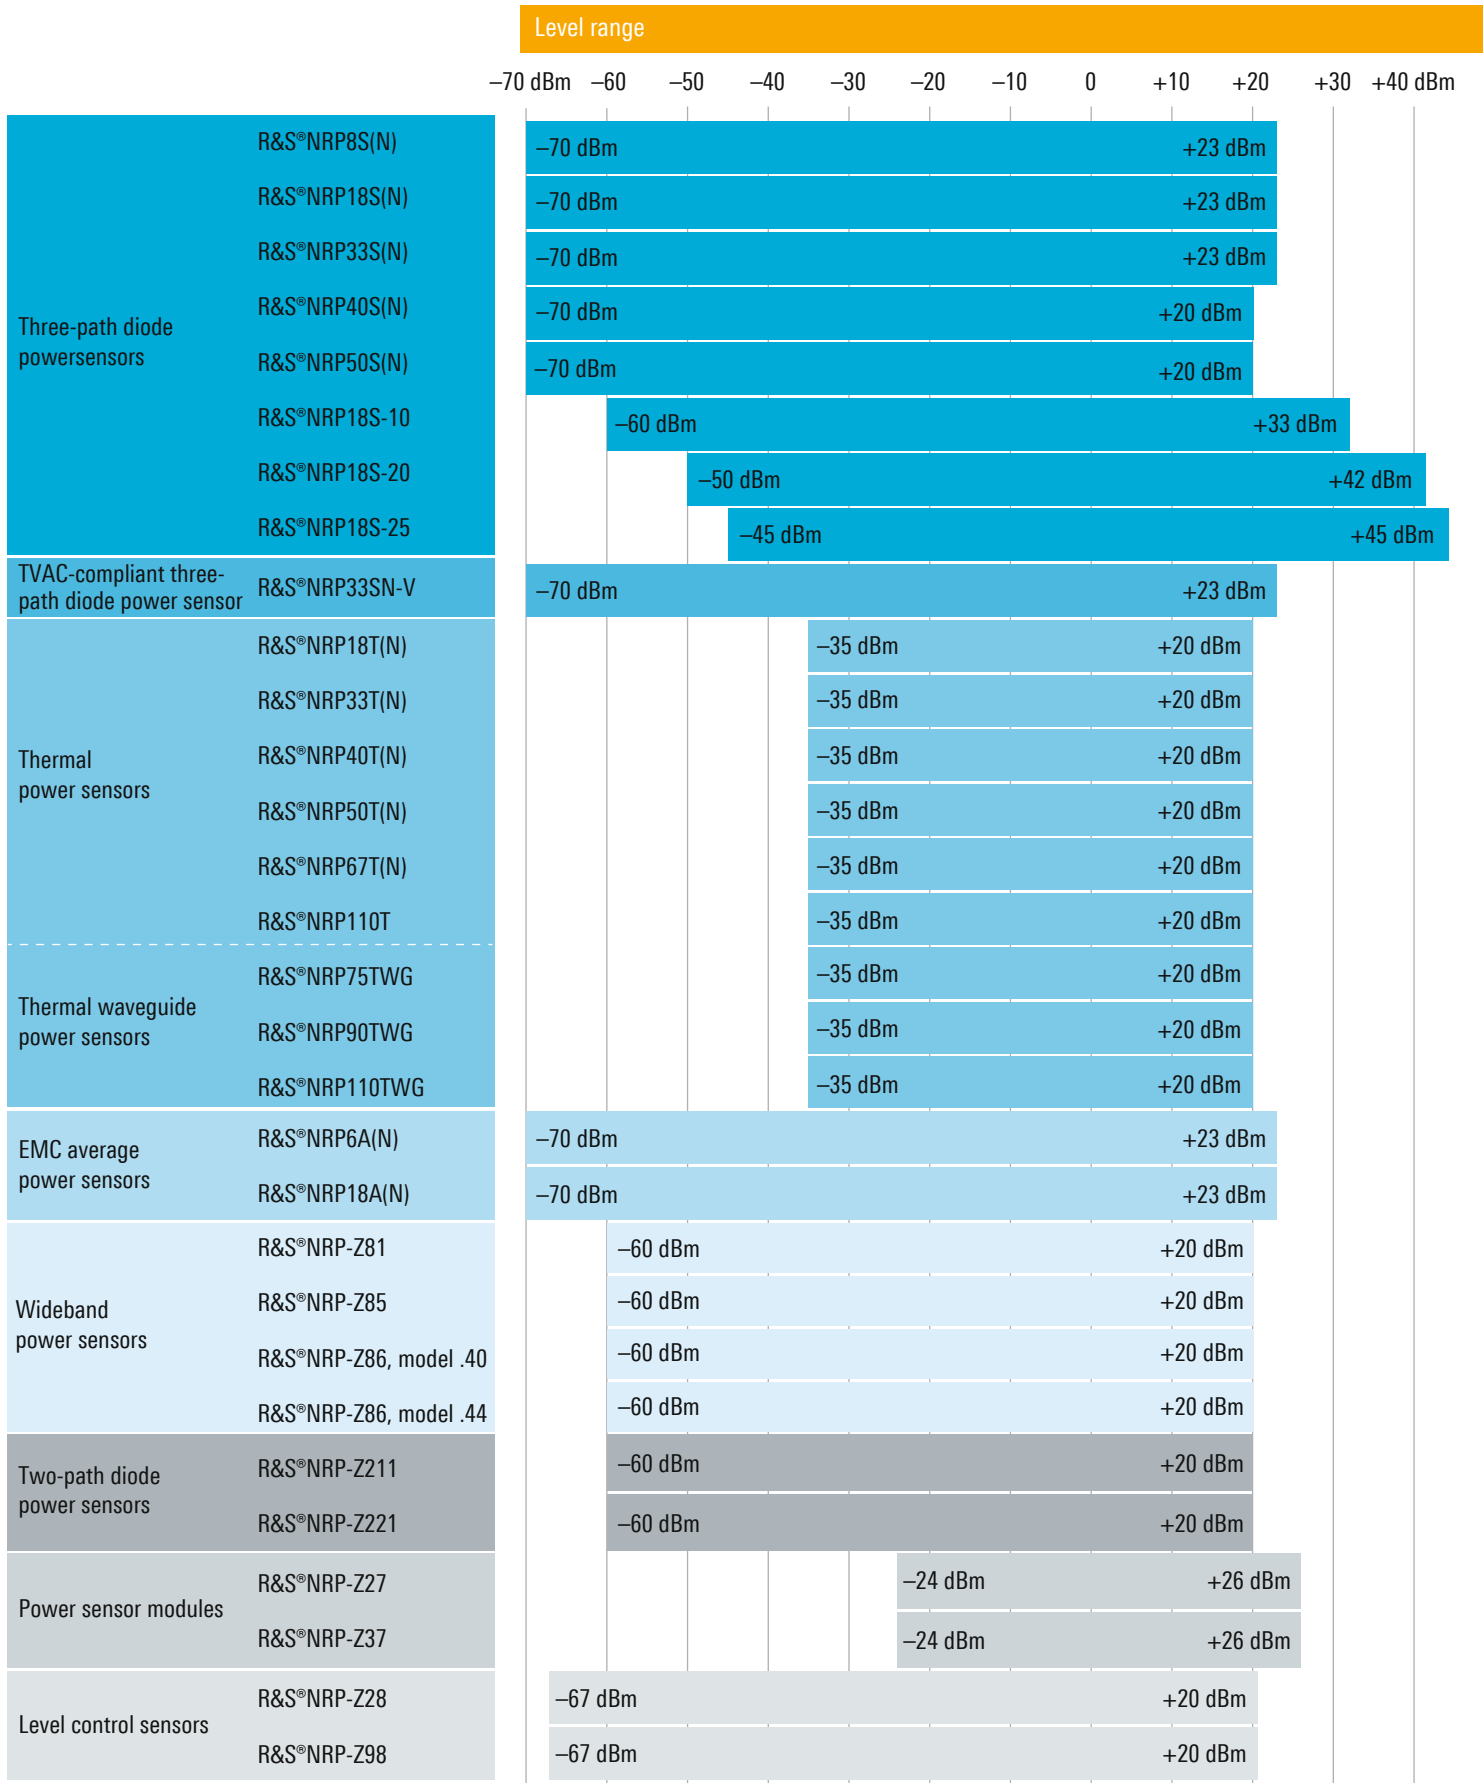 Level range
–70 dBm –60 –50 –40 –30 –20 –10 0 +10 +20 +30 +40 dBm
Three-path diode
powersensors
R&S®NRP8S(N) –70 dBm +23 dBm
R&S®NRP18S(N) –70 dBm +23 dBm
R&S®NRP33S(N) –70 dBm +23 dBm
R&S®NRP40S(N) –70 dBm +20 dBm
R&S®NRP50S(N) –70 dBm +20 dBm
R&S®NRP18S-10 –60 dBm +33 dBm
R&S®NRP18S-20 –50 dBm +42 dBm
R&S®NRP18S-25 –45 dBm +45 dBm
TVAC-compliant three-
path diode power sensor
R&S®NRP33SN-V –70 dBm +23 dBm
Thermal
power sensors
R&S®NRP18T(N) –35 dBm +20 dBm
R&S®NRP33T(N) –35 dBm +20 dBm
R&S®NRP40T(N) –35 dBm +20 dBm
R&S®NRP50T(N) –35 dBm +20 dBm
R&S®NRP67T(N) –35 dBm +20 dBm
R&S®NRP110T –35 dBm +20 dBm
Thermal waveguide
power sensors
R&S®NRP75TWG –35 dBm +20 dBm
R&S®NRP90TWG –35 dBm +20 dBm
R&S®NRP110TWG –35 dBm +20 dBm
EMC average
power sensors
R&S®NRP6A(N) –70 dBm +23 dBm
R&S®NRP18A(N) –70 dBm +23 dBm
Wideband
power sensors
R&S®NRP-Z81 –60 dBm +20 dBm
R&S®NRP-Z85 –60 dBm +20 dBm
R&S®NRP-Z86, model .40 –60 dBm +20 dBm
R&S®NRP-Z86, model .44 –60 dBm +20 dBm
Two-path diode
power sensors
R&S®NRP-Z211 –60 dBm +20 dBm
R&S®NRP-Z221 –60 dBm +20 dBm
Power sensor modules
R&S®NRP-Z27 –24 dBm +26 dBm
R&S®NRP-Z37 –24 dBm +26 dBm
Level control sensors
R&S®NRP-Z28 –67 dBm +20 dBm
R&S®NRP-Z98 –67 dBm +20 dBm